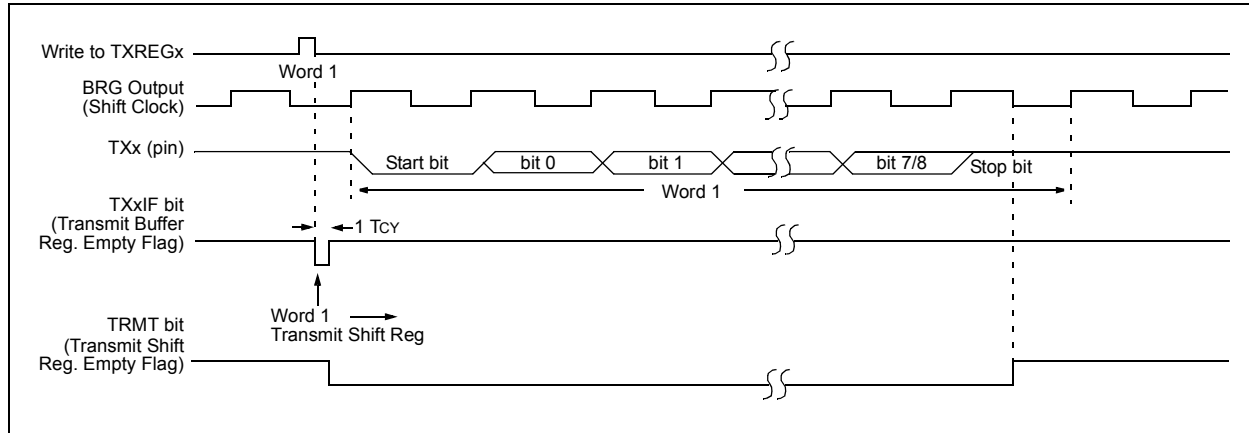 Write to TXREGx
Word 1
BRG Output
(Shift Clock)
TXx (pin)
Start bit
bit 0
bit 1
bit 7/8
Stop bit
Word 1
TXxIF bit
(Transmit Buffer
Reg. Empty Flag)
1 TCY
Word 1
Transmit Shift Reg
TRMT bit
(Transmit Shift
Reg. Empty Flag)